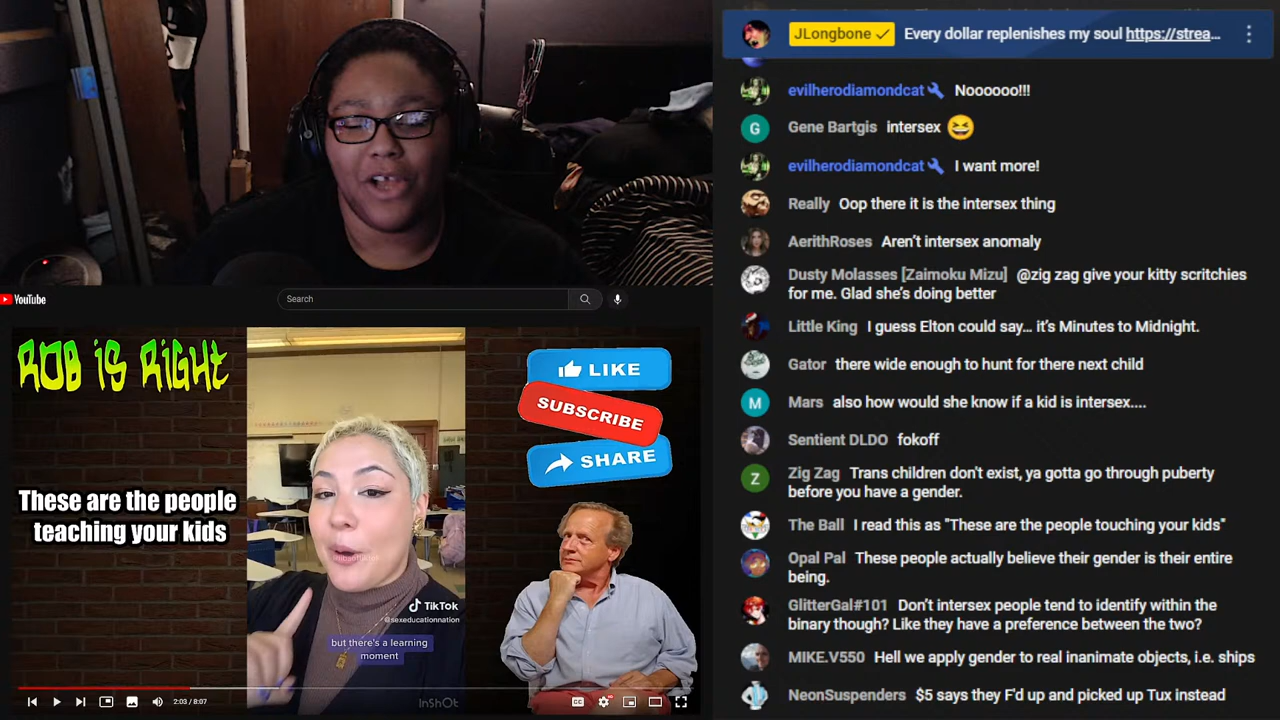 JLongbone Every dollar replenishes my soul https://strea...
evilherodiamondcat Noooooo!!!
Gene Bartgis intersex
G
evilherodiamondcat I want more!
Really Oop there it is the intersex thing
AerithRoses Aren't intersex anomaly
Dusty Molasses [Zaimoku Mizu] @zig zag give your kitty scritchies
for me. Glad she's doing better
Little King I guess Elton could say… it's Minutes to Midnight.
Gator there wide enough to hunt for there next child
M
Mars also how would she know if a kid is intersex....
Sentient DLDO fokoff
Z
Zig Zag Trans children don't exist, ya gotta go through puberty
before you have a gender.
The Ball I read this as "These are the people touching your kids"
Opal Pal These people actually believe their gender is their entire
being.
GlitterGal#101 Don't intersex people tend to identify within the
binary though? Like they have a preference between the two?
MIKE.V550 Hell we apply gender to real inanimate objects, i.e. ships
NeonSuspenders $5 says they F'd up and picked up Tux instead
YouTube
Search
ROB iS RiGHt
These are the people
teaching your kids
LIKE
SUBSCRIBE
SHARE
TikTok
@sexeducationnation
but there's a learning
moment
InShOt
2:03 / 8:07
CC